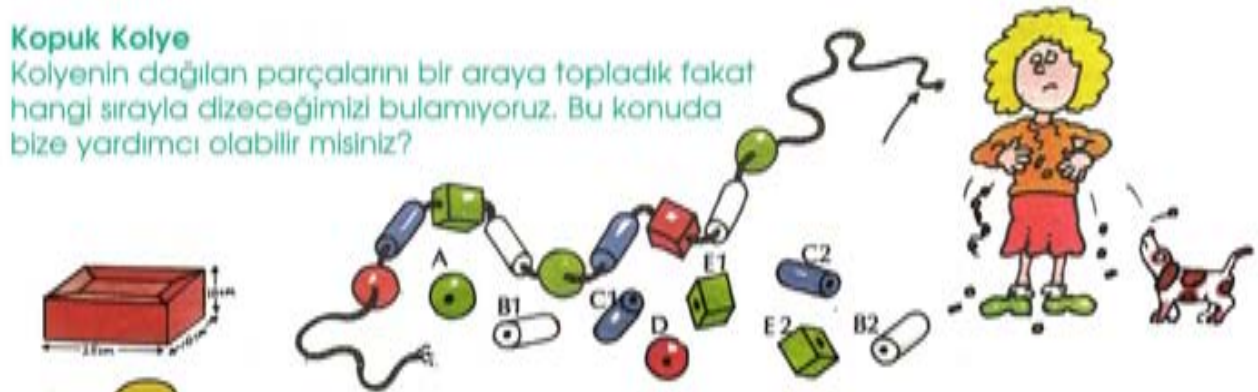 Kopuk Kolye
Kolyenin dağılan parçalarını bir araya topladık fakat
hangi sırayla dizeceğimizi bulamıyoruz. Bu konuda
bize yardımcı olabilir misiniz?
A
B1
C1
D
E1
E2
C2
B2